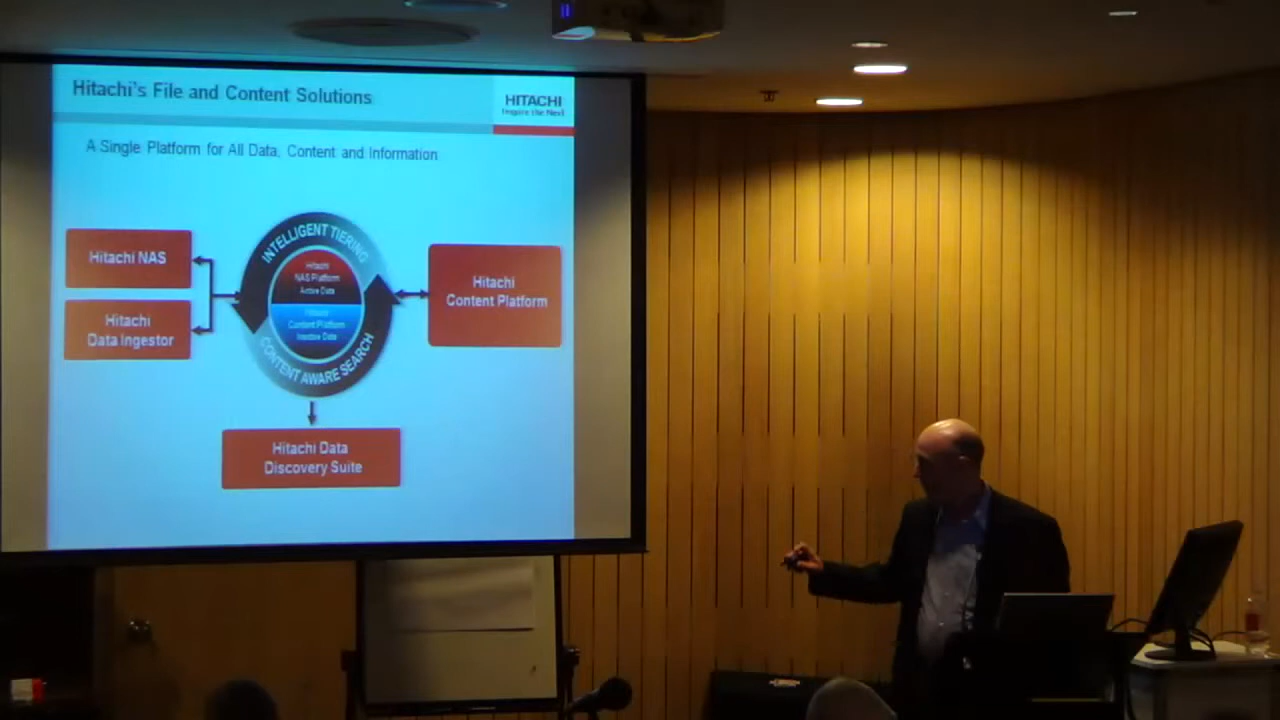 Hitachi's File and Content Solutions
HITACHI
Inspire the Next
A Single Platform for All Data, Content and Information
INTELLIGENT TIERING
Hitachi NAS
Hitachi
Data Ingestor
Hitachi
NAS Platform
Active Data
Hitachi
Content Platform
Inactive Data
CONTENT AWARE SEARCH
Hitachi
Content Platform
Hitachi Data
Discovery Suite